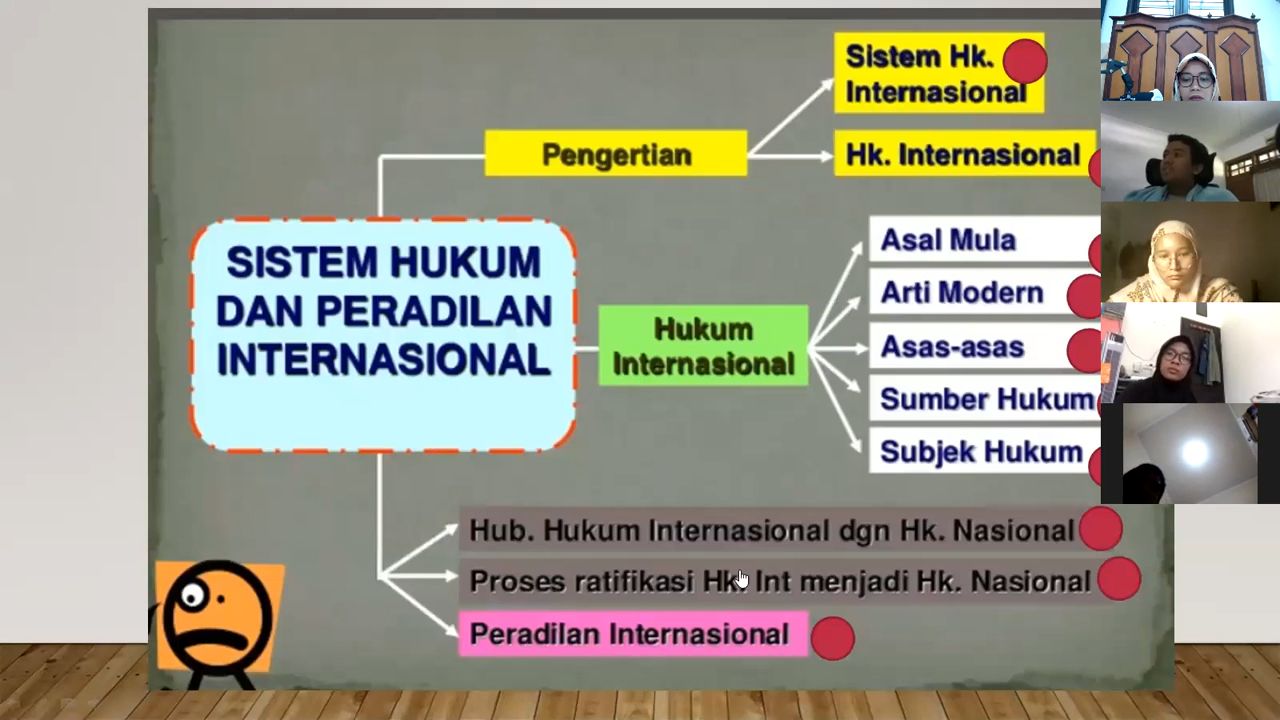 SISTEM HUKUM
DAN PERADILAN
INTERNASIONAL
Pengertian
Sistem Hk.
Internasional
Hk. Internasional
Hukum
Internasional
Asal Mula
Arti Modern
Asas-asas
Sumber Hukum
Subjek Hukum
Hub. Hukum Internasional dgn Hk. Nasional
Proses ratifikasi Hk. Int menjadi Hk. Nasional
Peradilan Internasional